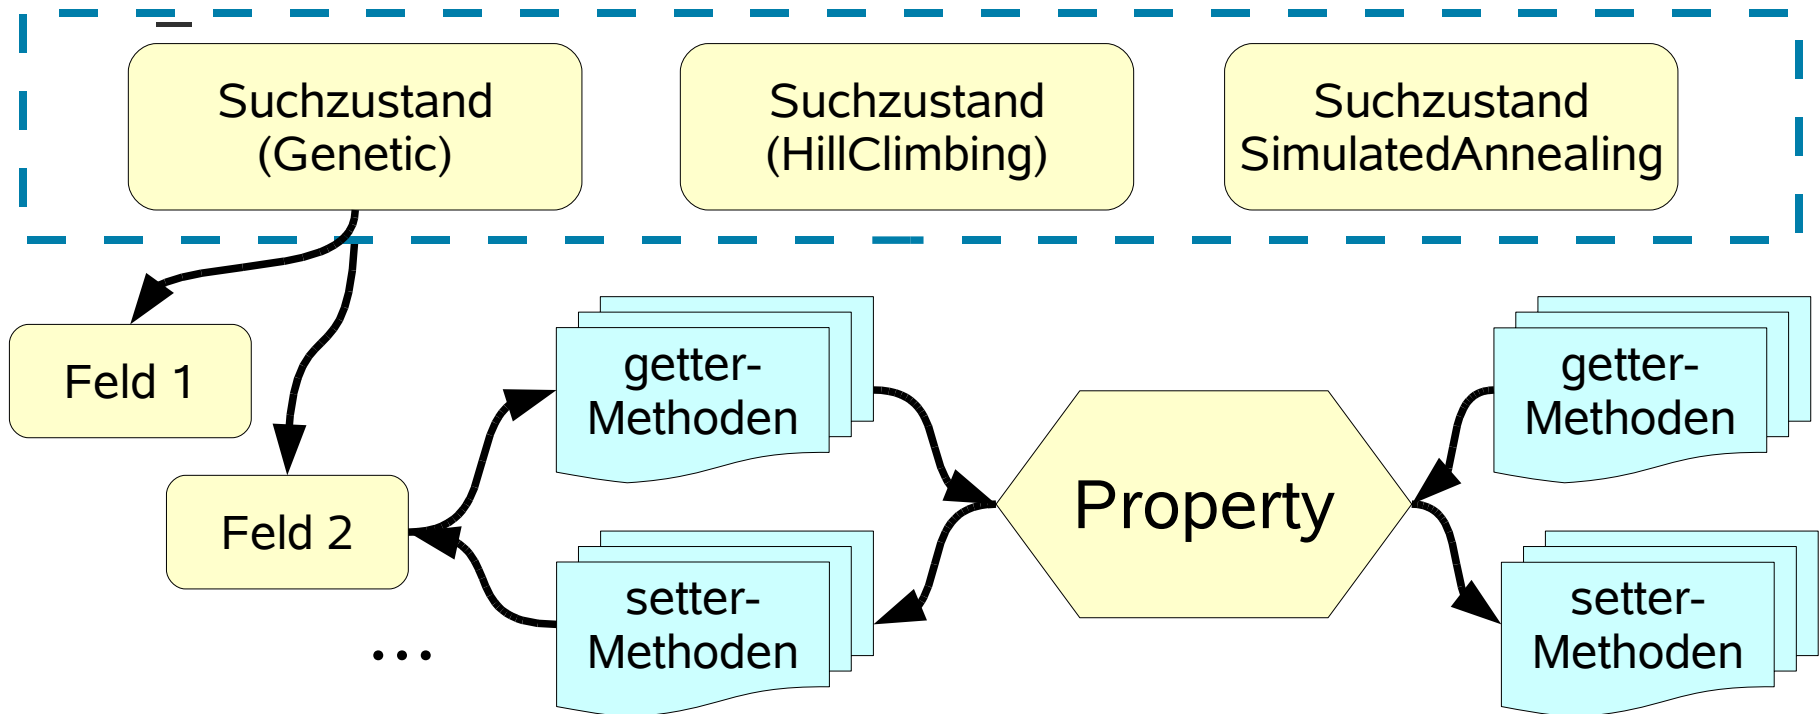 Suchzustand
(Genetic)
Suchzustand
(HillClimbing)
Suchzustand
SimulatedAnnealing
Feld 1
getter-
Methoden
getter-
Methoden
Property
Feld 2
setter-
Methoden
setter-
Methoden
...